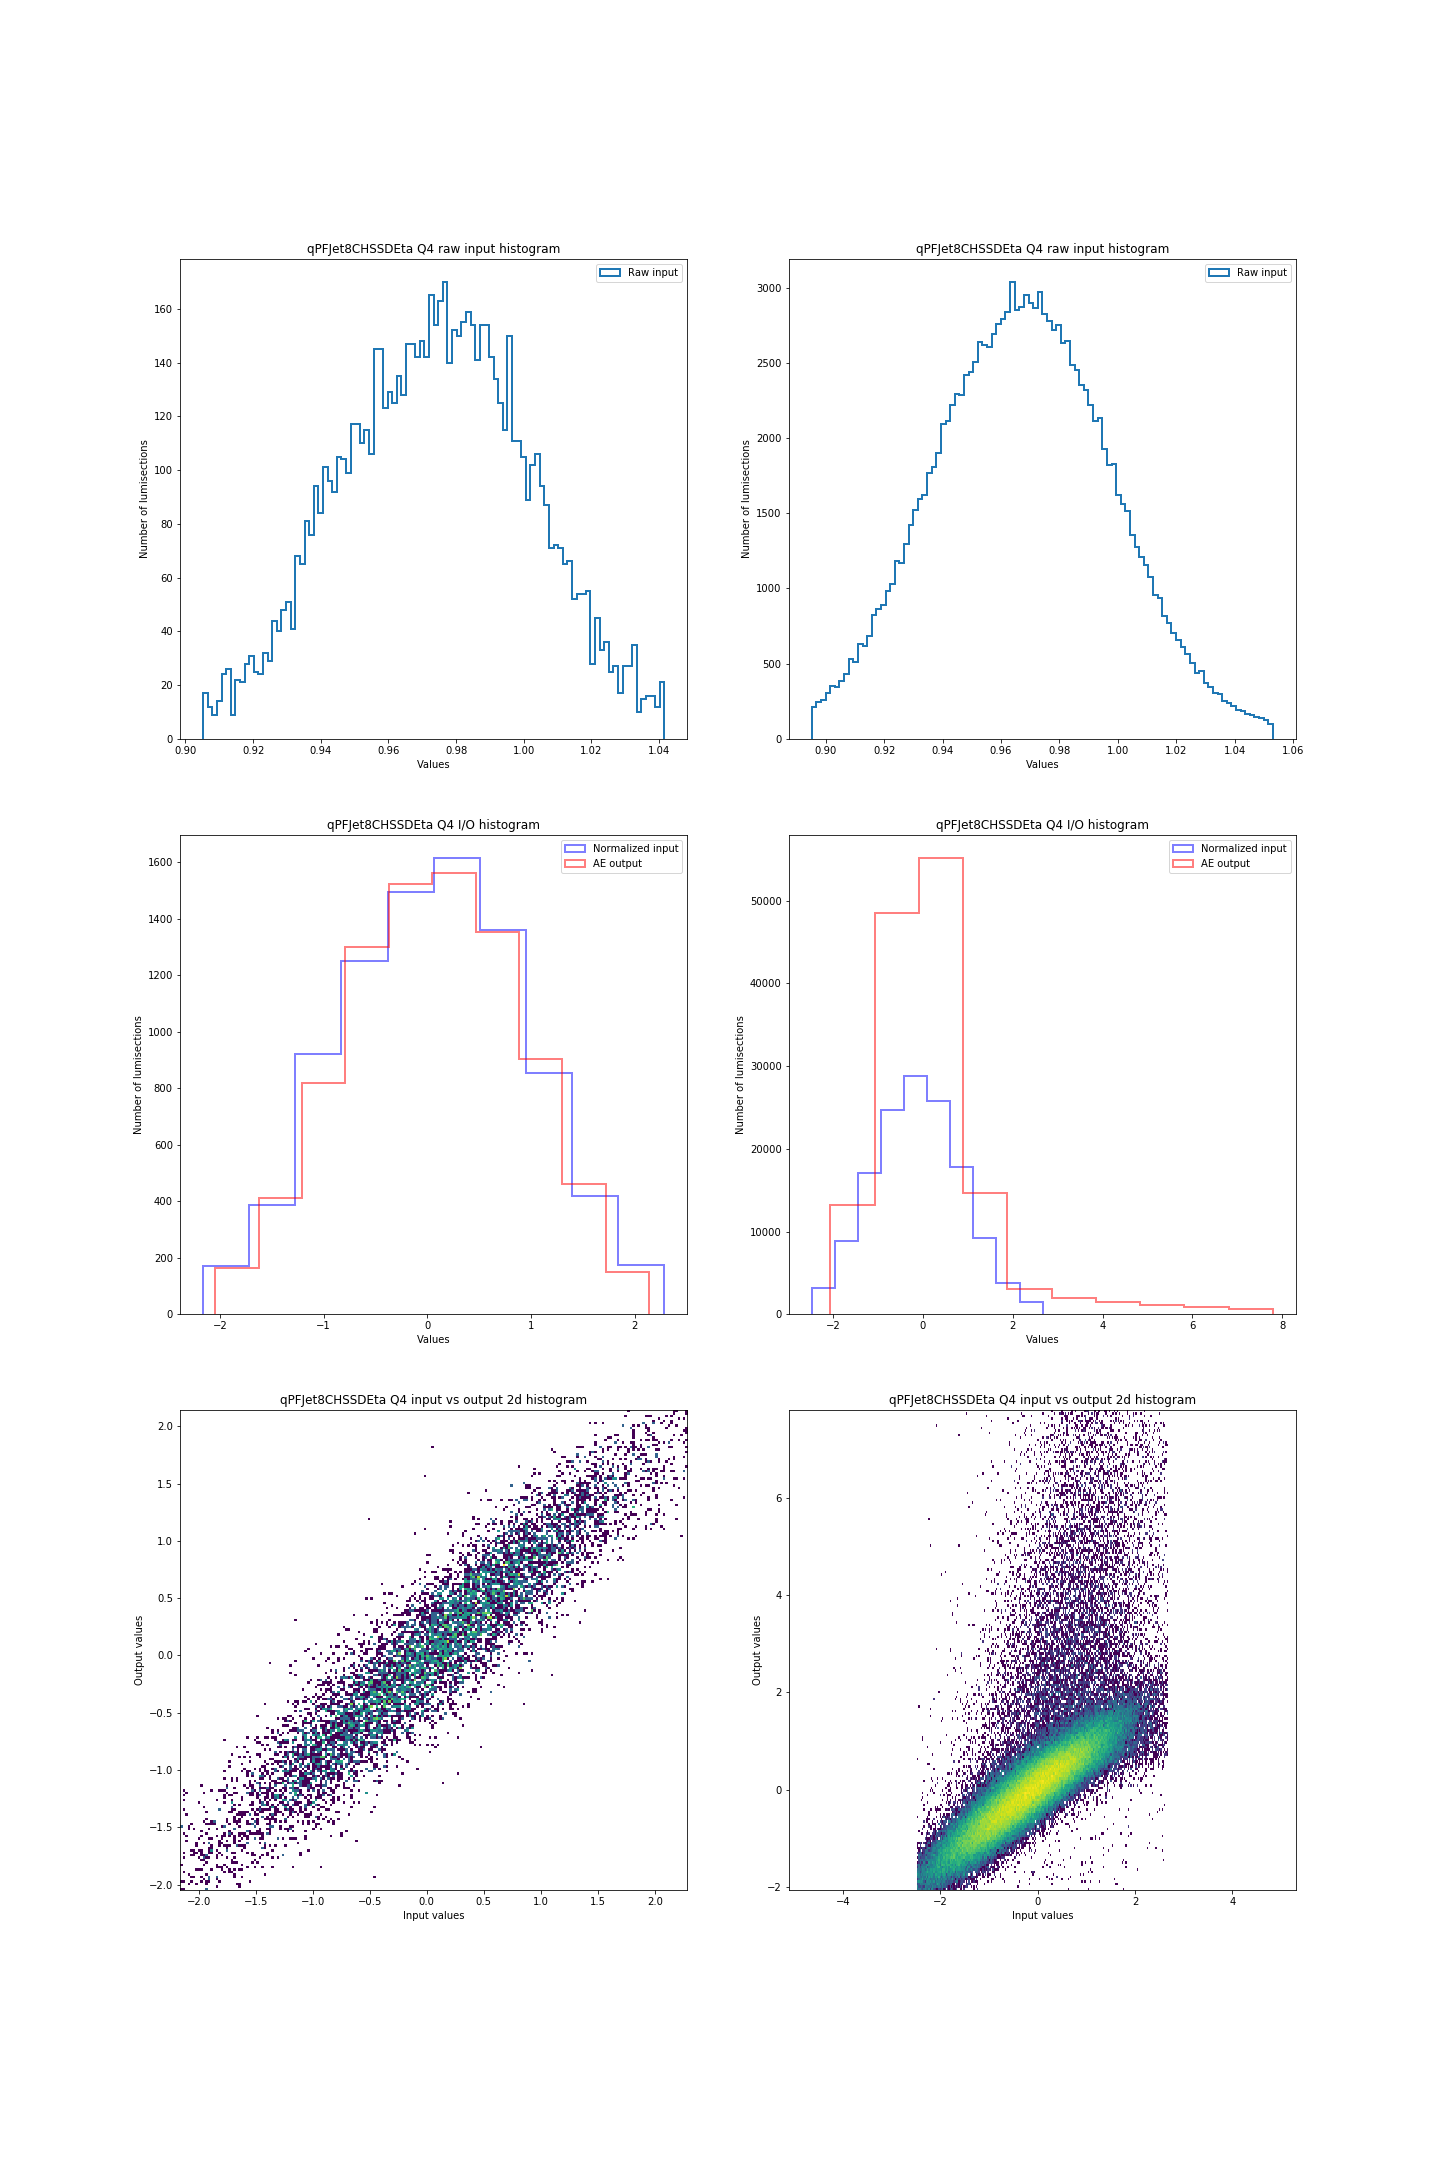 qPFJet8CHSSDEta Q4 raw input histogram
Raw input
160
140
120
100
80
60
40
20
0
Number of lumisections
0.90 0.92 0.94 0.96 0.98 1.00 1.02 1.04
Values
qPFJet8CHSSDEta Q4 raw input histogram
Raw input
3000
2500
2000
1500
1000
500
0
Number of lumisections
0.90 0.92 0.94 0.96 0.98 1.00 1.02 1.04 1.06
Values
qPFJet8CHSSDEta Q4 I/O histogram
Normalized input
AE output
1600
1400
1200
1000
800
600
400
200
0
Number of lumisections
−2 −1 0 1 2
Values
qPFJet8CHSSDEta Q4 I/O histogram
Normalized input
AE output
50000
40000
30000
20000
10000
0
Number of lumisections
−2 0 2 4 6 8
Values
qPFJet8CHSSDEta Q4 input vs output 2d histogram
2.0
1.5
1.0
0.5
0.0
−0.5
−1.0
−1.5
−2.0
Output values
−2.0 −1.5 −1.0 −0.5 0.0 0.5 1.0 1.5 2.0
Input values
qPFJet8CHSSDEta Q4 input vs output 2d histogram
6
4
2
0
−2
Output values
−4 −2 0 2 4
Input values